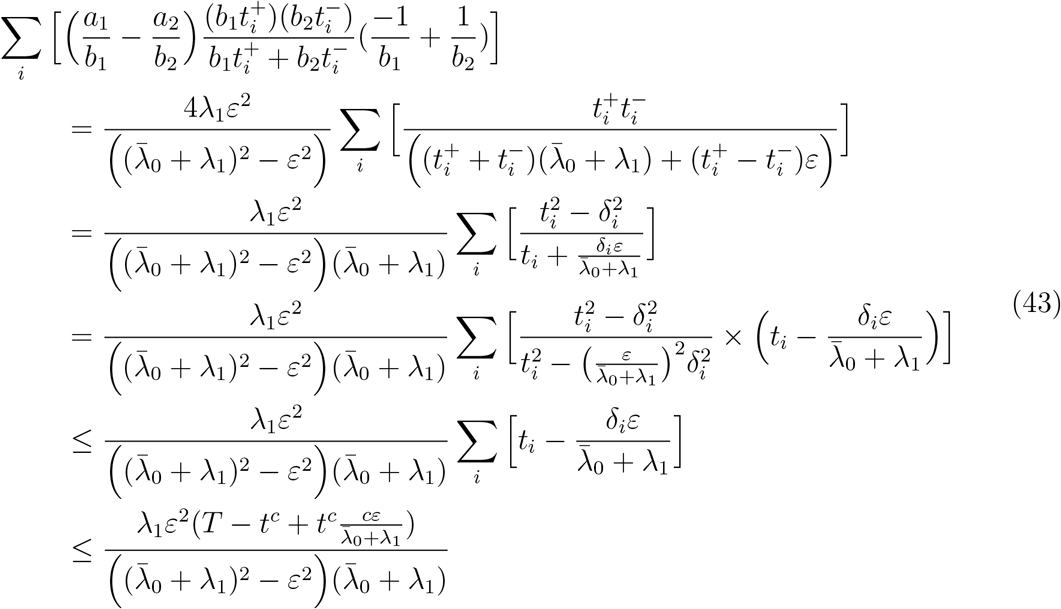 \sum_i \Big[ \Big( \frac{a_1}{b_1} - \frac{a_2}{b_2} \Big) \frac{(b_1 t_i^+)(b_2 t_i^-)}{b_1 t_i^+ + b_2 t_i^-} ( \frac{-1}{b_1} + \frac{1}{b_2} ) \Big]
= \frac{4\lambda_1 \varepsilon^2}{\Big( (\bar{\lambda}_0 + \lambda_1)^2 - \varepsilon^2 \Big)} \sum_i \Big[ \frac{t_i^+ t_i^-}{\Big( (t_i^+ + t_i^-)(\bar{\lambda}_0 + \lambda_1) + (t_i^+ - t_i^-)\varepsilon \Big)} \Big]
= \frac{\lambda_1 \varepsilon^2}{\Big( (\bar{\lambda}_0 + \lambda_1)^2 - \varepsilon^2 \Big)(\bar{\lambda}_0 + \lambda_1)} \sum_i \Big[ \frac{t_i^2 - \delta_i^2}{t_i + \frac{\delta_i \varepsilon}{\bar{\lambda}_0 + \lambda_1}} \Big]
= \frac{\lambda_1 \varepsilon^2}{\Big( (\bar{\lambda}_0 + \lambda_1)^2 - \varepsilon^2 \Big)(\bar{\lambda}_0 + \lambda_1)} \sum_i \Big[ \frac{t_i^2 - \delta_i^2}{t_i^2 - \big( \frac{\varepsilon}{\bar{\lambda}_0 + \lambda_1} \big)^2 \delta_i^2} \times \Big( t_i - \frac{\delta_i \varepsilon}{\bar{\lambda}_0 + \lambda_1} \Big) \Big] (43)
\leq \frac{\lambda_1 \varepsilon^2}{\Big( (\bar{\lambda}_0 + \lambda_1)^2 - \varepsilon^2 \Big)(\bar{\lambda}_0 + \lambda_1)} \sum_i \Big[ t_i - \frac{\delta_i \varepsilon}{\bar{\lambda}_0 + \lambda_1} \Big]
\leq \frac{\lambda_1 \varepsilon^2 (T - t^c + t^c \frac{c\varepsilon}{\bar{\lambda}_0 + \lambda_1})}{\Big( (\bar{\lambda}_0 + \lambda_1)^2 - \varepsilon^2 \Big)(\bar{\lambda}_0 + \lambda_1)}